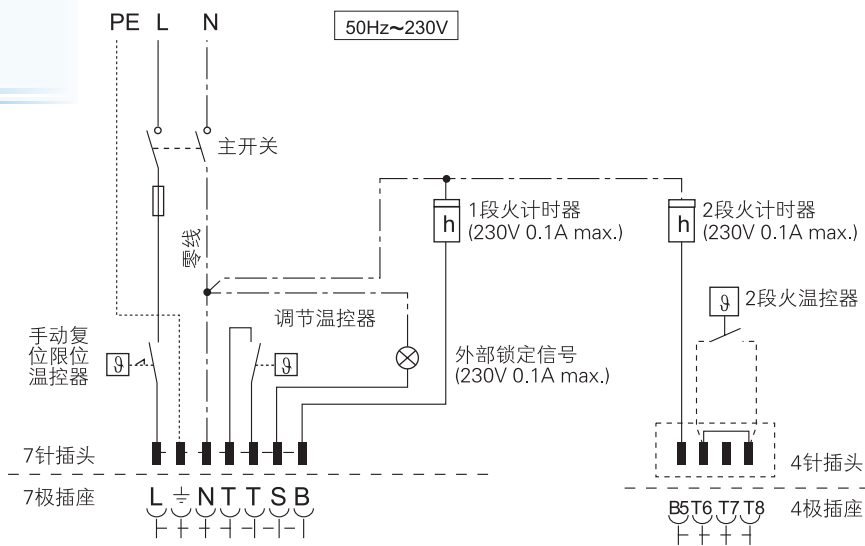 PE L N
50Hz~230V
主开关
零线
1段火计时器
(230V 0.1A max.)
2段火计时器
(230V 0.1A max.)
h
h
ϑ
2段火温控器
调节温控器
手动复
位限位
温控器
ϑ
ϑ
外部锁定信号
(230V 0.1A max.)
7针插头
4针插头
7极插座
L N T T S B
B5 T6 T7 T8
4极插座